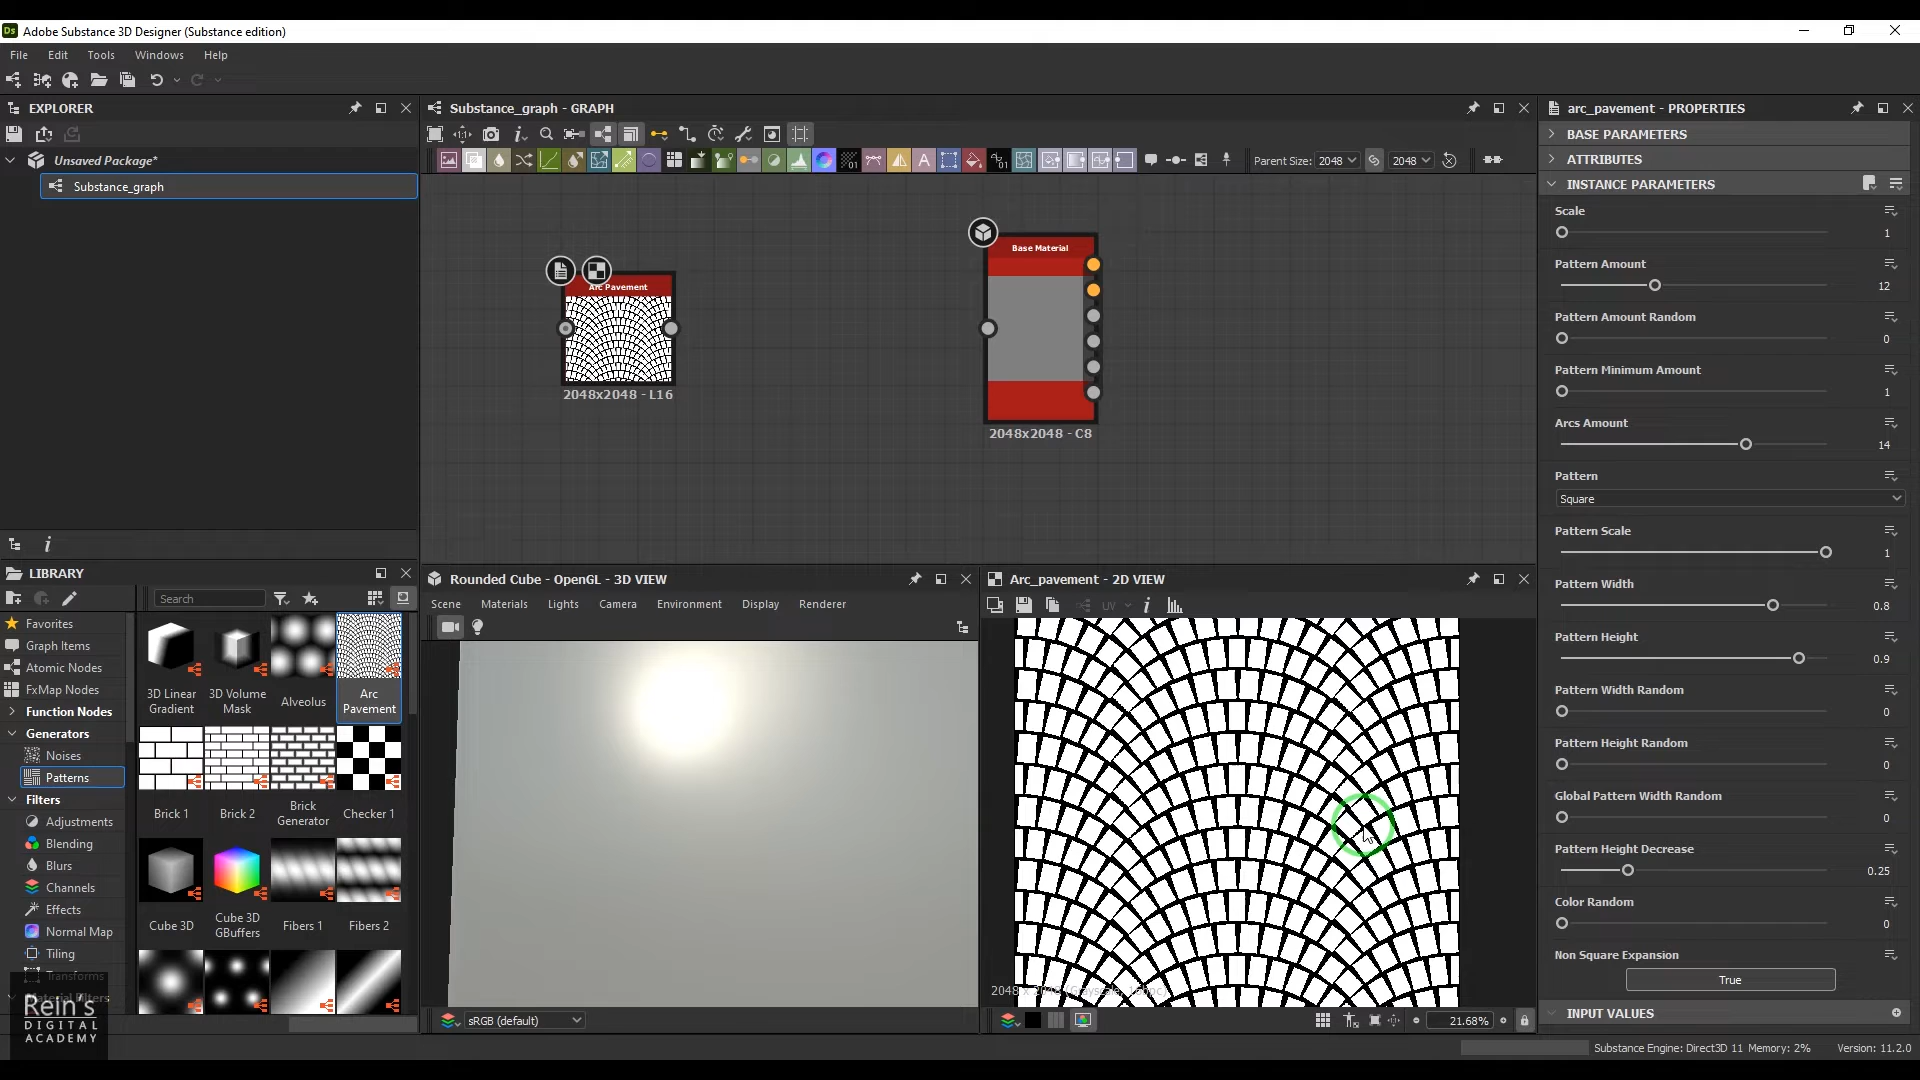 Ds Adobe Substance 3D Designer (Substance edition)
File Edit Tools Windows Help
EXPLORER
Unsaved Package*
Substance_graph
Substance_graph - GRAPH
Parent Size: 2048 2048
Arc Pavement
2048x2048 - L16
Base Material
2048x2048 - C8
LIBRARY
Search
Favorites
Graph Items
Atomic Nodes
FxMap Nodes
Function Nodes
Generators
Noises
Patterns
Filters
Adjustments
Blending
Blurs
Channels
Effects
Normal Map
Tiling
Transforms
Material Filters
3D Linear Gradient
3D Volume Mask
Alveolus
Arc Pavement
Brick 1
Brick 2
Brick Generator
Checker 1
Cube 3D
Cube 3D GBuffers
Fibers 1
Fibers 2
Rein's
DIGITAL
ACADEMY
Rounded Cube - OpenGL - 3D VIEW
Scene Materials Lights Camera Environment Display Renderer
sRGB (default)
Arc_pavement - 2D VIEW
UV
21.68%
arc_pavement - PROPERTIES
BASE PARAMETERS
ATTRIBUTES
INSTANCE PARAMETERS
Scale
1
Pattern Amount
12
Pattern Amount Random
0
Pattern Minimum Amount
1
Arcs Amount
14
Pattern
Square
Pattern Scale
1
Pattern Width
0.8
Pattern Height
0.9
Pattern Width Random
0
Pattern Height Random
0
Global Pattern Width Random
0
Pattern Height Decrease
0.25
Color Random
0
Non Square Expansion
True
INPUT VALUES
Substance Engine: Direct3D 11 Memory: 2% Version: 11.2.0